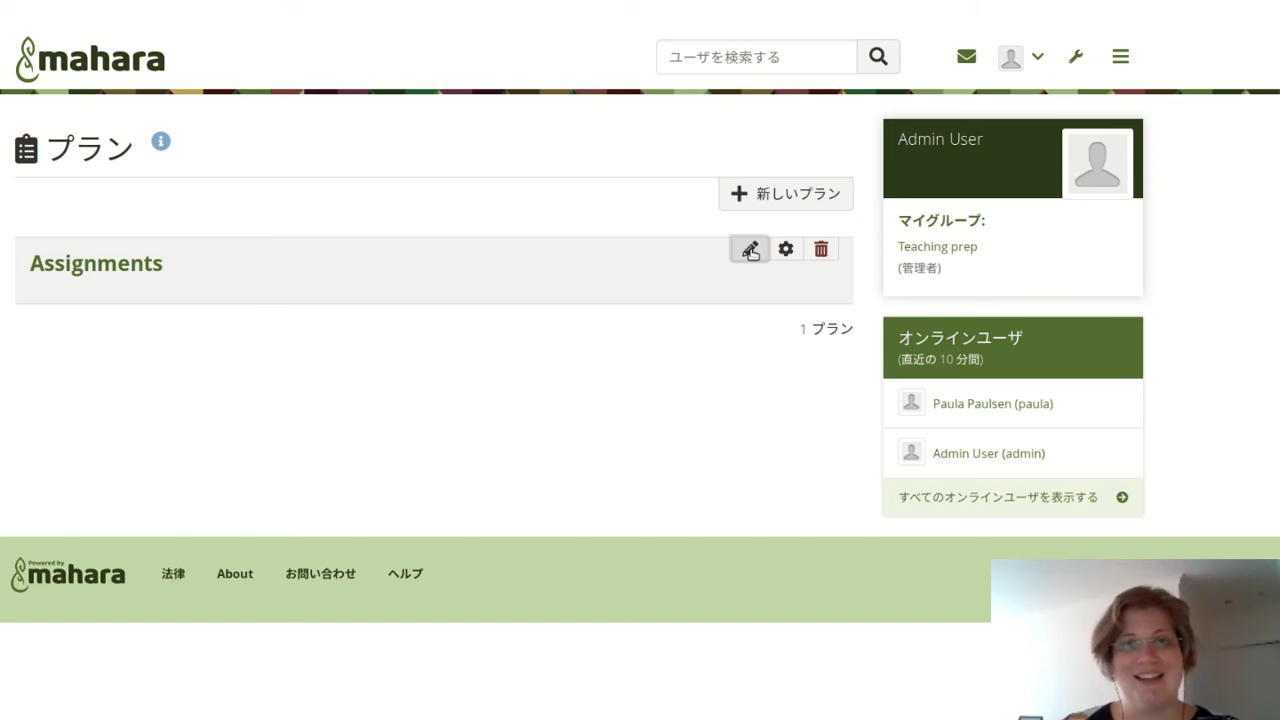 mahara
ユーザを検索する
プラン
新しいプラン
Assignments
1 プラン
Admin User
マイグループ:
Teaching prep
(管理者)
オンラインユーザ
(直近の 10 分間)
Paula Paulsen (paula)
Admin User (admin)
すべてのオンラインユーザを表示する
Powered by
mahara
法律
About
お問い合わせ
ヘルプ